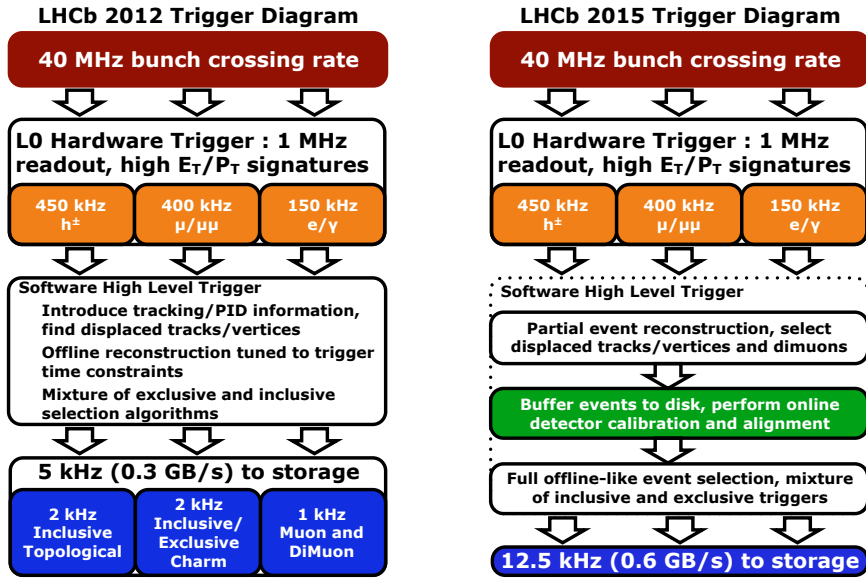 LHCb 2012 Trigger Diagram
40 MHz bunch crossing rate
L0 Hardware Trigger : 1 MHz
readout, high E_T/P_T signatures
450 kHz
h±
400 kHz
μ/μμ
150 kHz
e/γ
Software High Level Trigger
Introduce tracking/PID information,
find displaced tracks/vertices
Offline reconstruction tuned to trigger
time constraints
Mixture of exclusive and inclusive
selection algorithms
5 kHz (0.3 GB/s) to storage
2 kHz
Inclusive
Topological
2 kHz
Inclusive/
Exclusive
Charm
1 kHz
Muon and
DiMuon
LHCb 2015 Trigger Diagram
40 MHz bunch crossing rate
L0 Hardware Trigger : 1 MHz
readout, high E_T/P_T signatures
450 kHz
h±
400 kHz
μ/μμ
150 kHz
e/γ
Software High Level Trigger
Partial event reconstruction, select
displaced tracks/vertices and dimuons
Buffer events to disk, perform online
detector calibration and alignment
Full offline-like event selection, mixture
of inclusive and exclusive triggers
12.5 kHz (0.6 GB/s) to storage